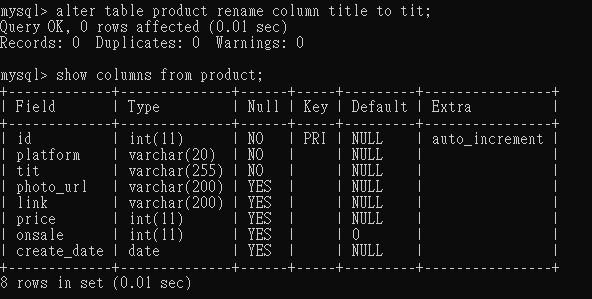 mysql> alter table product rename column title to tit;
Query OK, 0 rows affected (0.01 sec)
Records: 0  Duplicates: 0  Warnings: 0
mysql> show columns from product;
+-------------+--------------+------+-----+---------+----------------+
| Field       | Type         | Null | Key | Default | Extra          |
+-------------+--------------+------+-----+---------+----------------+
| id          | int(11)      | NO   | PRI | NULL    | auto_increment |
| platform    | varchar(20)  | NO   |     | NULL    |                |
| tit         | varchar(255) | NO   |     | NULL    |                |
| photo_url   | varchar(200) | YES  |     | NULL    |                |
| link        | varchar(200) | YES  |     | NULL    |                |
| price       | int(11)      | YES  |     | NULL    |                |
| onsale      | int(11)      | YES  |     | 0       |                |
| create_date | date         | YES  |     | NULL    |                |
+-------------+--------------+------+-----+---------+----------------+
8 rows in set (0.01 sec)